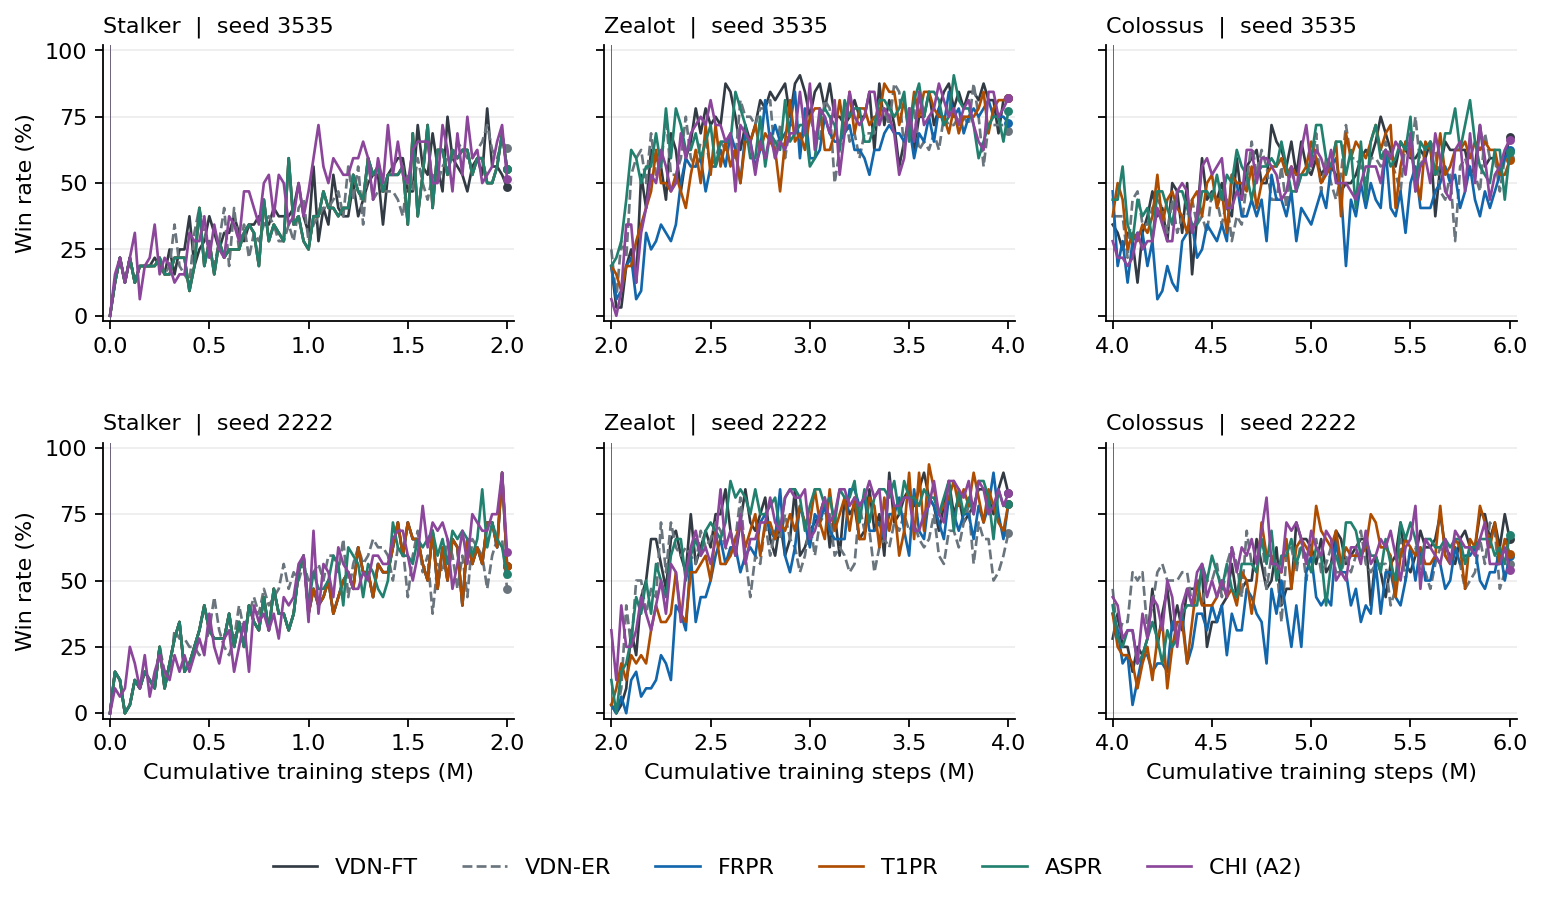 Stalker | seed 3535
Zealot | seed 3535
Colossus | seed 3535
Win rate (%)
100
75
50
25
0
0.0 0.5 1.0 1.5 2.0
2.0 2.5 3.0 3.5 4.0
4.0 4.5 5.0 5.5 6.0
Stalker | seed 2222
Zealot | seed 2222
Colossus | seed 2222
Win rate (%)
100
75
50
25
0
0.0 0.5 1.0 1.5 2.0
2.0 2.5 3.0 3.5 4.0
4.0 4.5 5.0 5.5 6.0
Cumulative training steps (M)
Cumulative training steps (M)
Cumulative training steps (M)
VDN-FT VDN-ER FRPR T1PR ASPR CHI (A2)